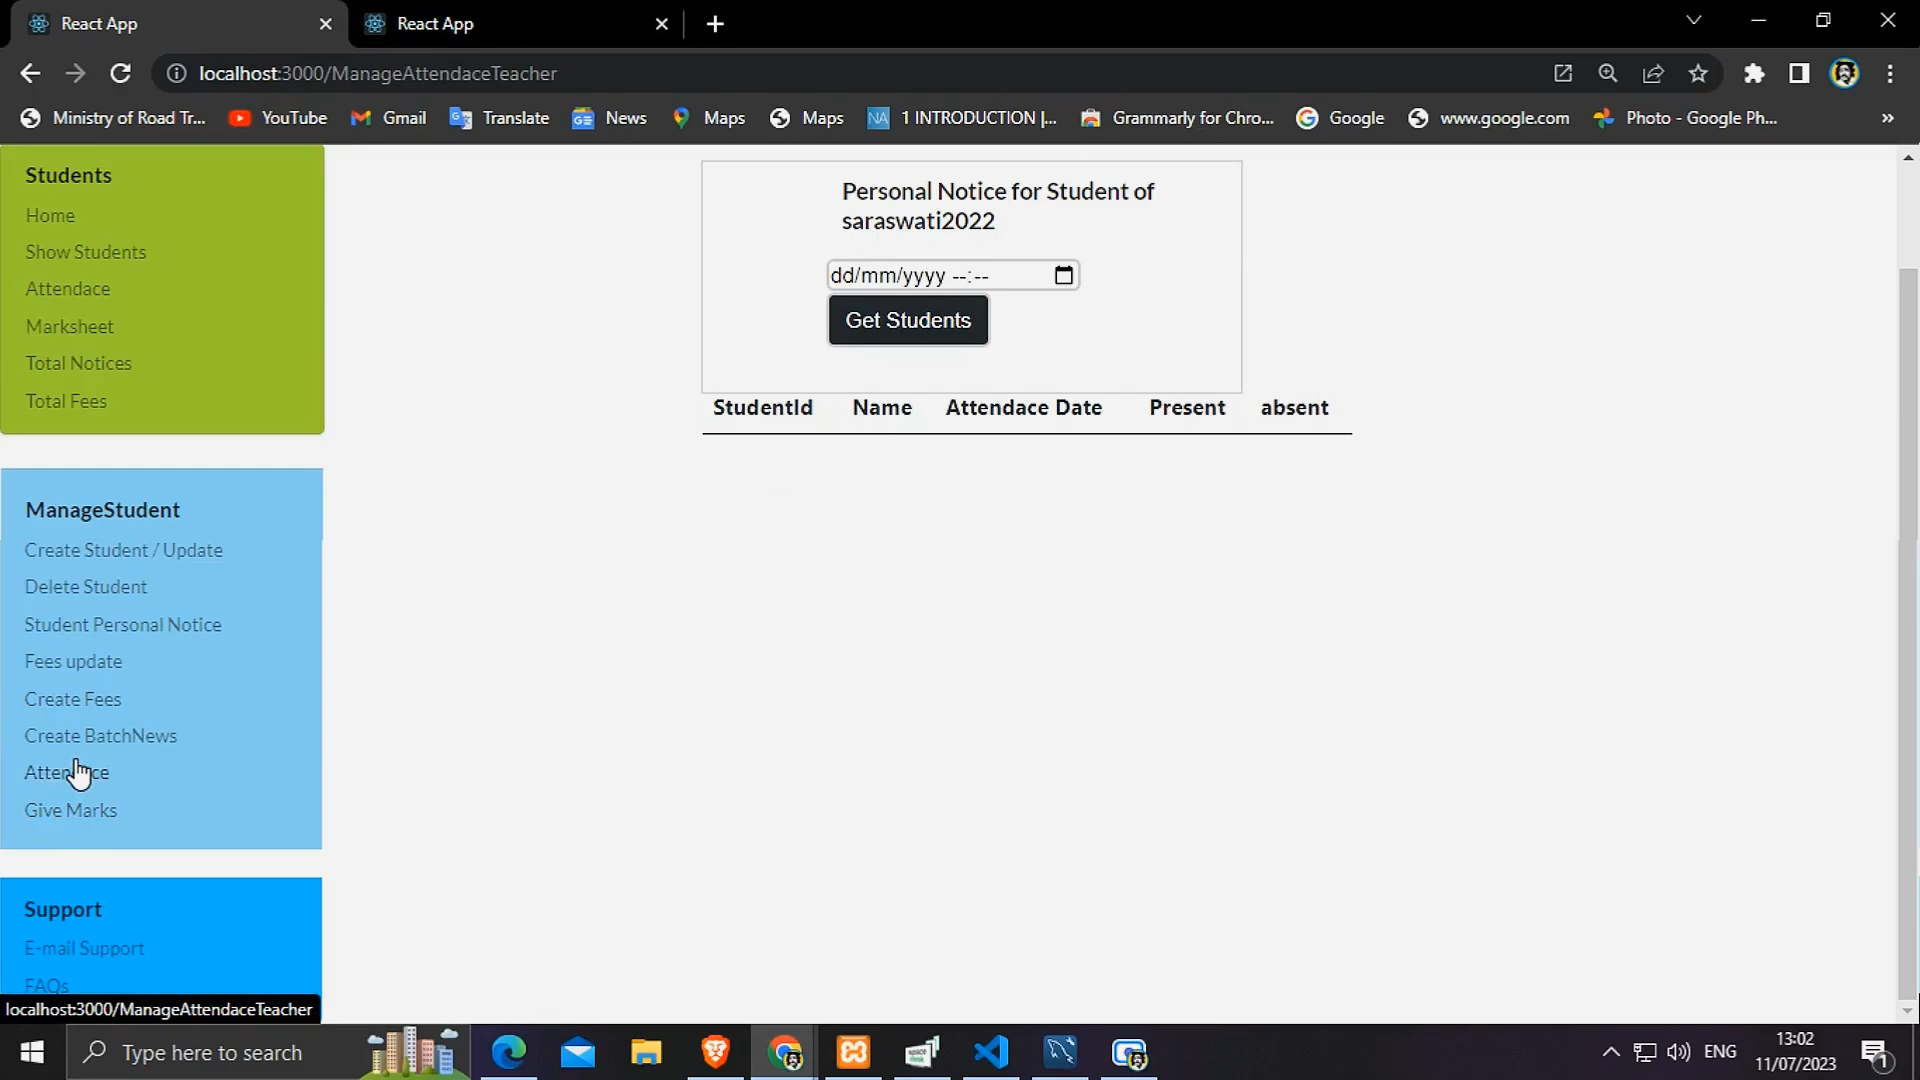 React App
React App
localhost:3000/ManageAttendaceTeacher
Ministry of Road Tr...
YouTube
Gmail
Translate
News
Maps
Maps
NA
1 INTRODUCTION |...
Grammarly for Chro...
Google
www.google.com
Photo - Google Ph...
»
Students
Home
Show Students
Attendace
Marksheet
Total Notices
Total Fees
Personal Notice for Student of
saraswati2022
dd/mm/yyyy --:--
Get Students
StudentId Name Attendace Date Present absent
ManageStudent
Create Student / Update
Delete Student
Student Personal Notice
Fees update
Create Fees
Create BatchNews
Give Marks
Support
E-mail Support
FAQs
localhost:3000/ManageAttendaceTeacher
Type here to search
ENG
13:02
11/07/2023
1